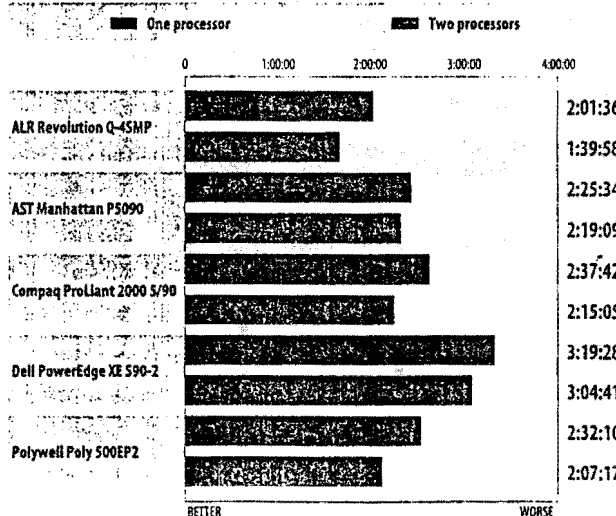 One processor Two processors
0 1:00:00 2:00:00 3:00:00 4:00:00
ALR Revolution Q-4SMP
2:01:36
1:39:58
AST Manhattan P5090
2:25:34
2:19:09
Compaq ProLiant 2000 5/90
2:37:42
2:15:05
Dell PowerEdge XE 590-2
3:19:28
3:04:41
Polywell Poly 500EP2
2:32:10
2:07:17
BETTER WORSE